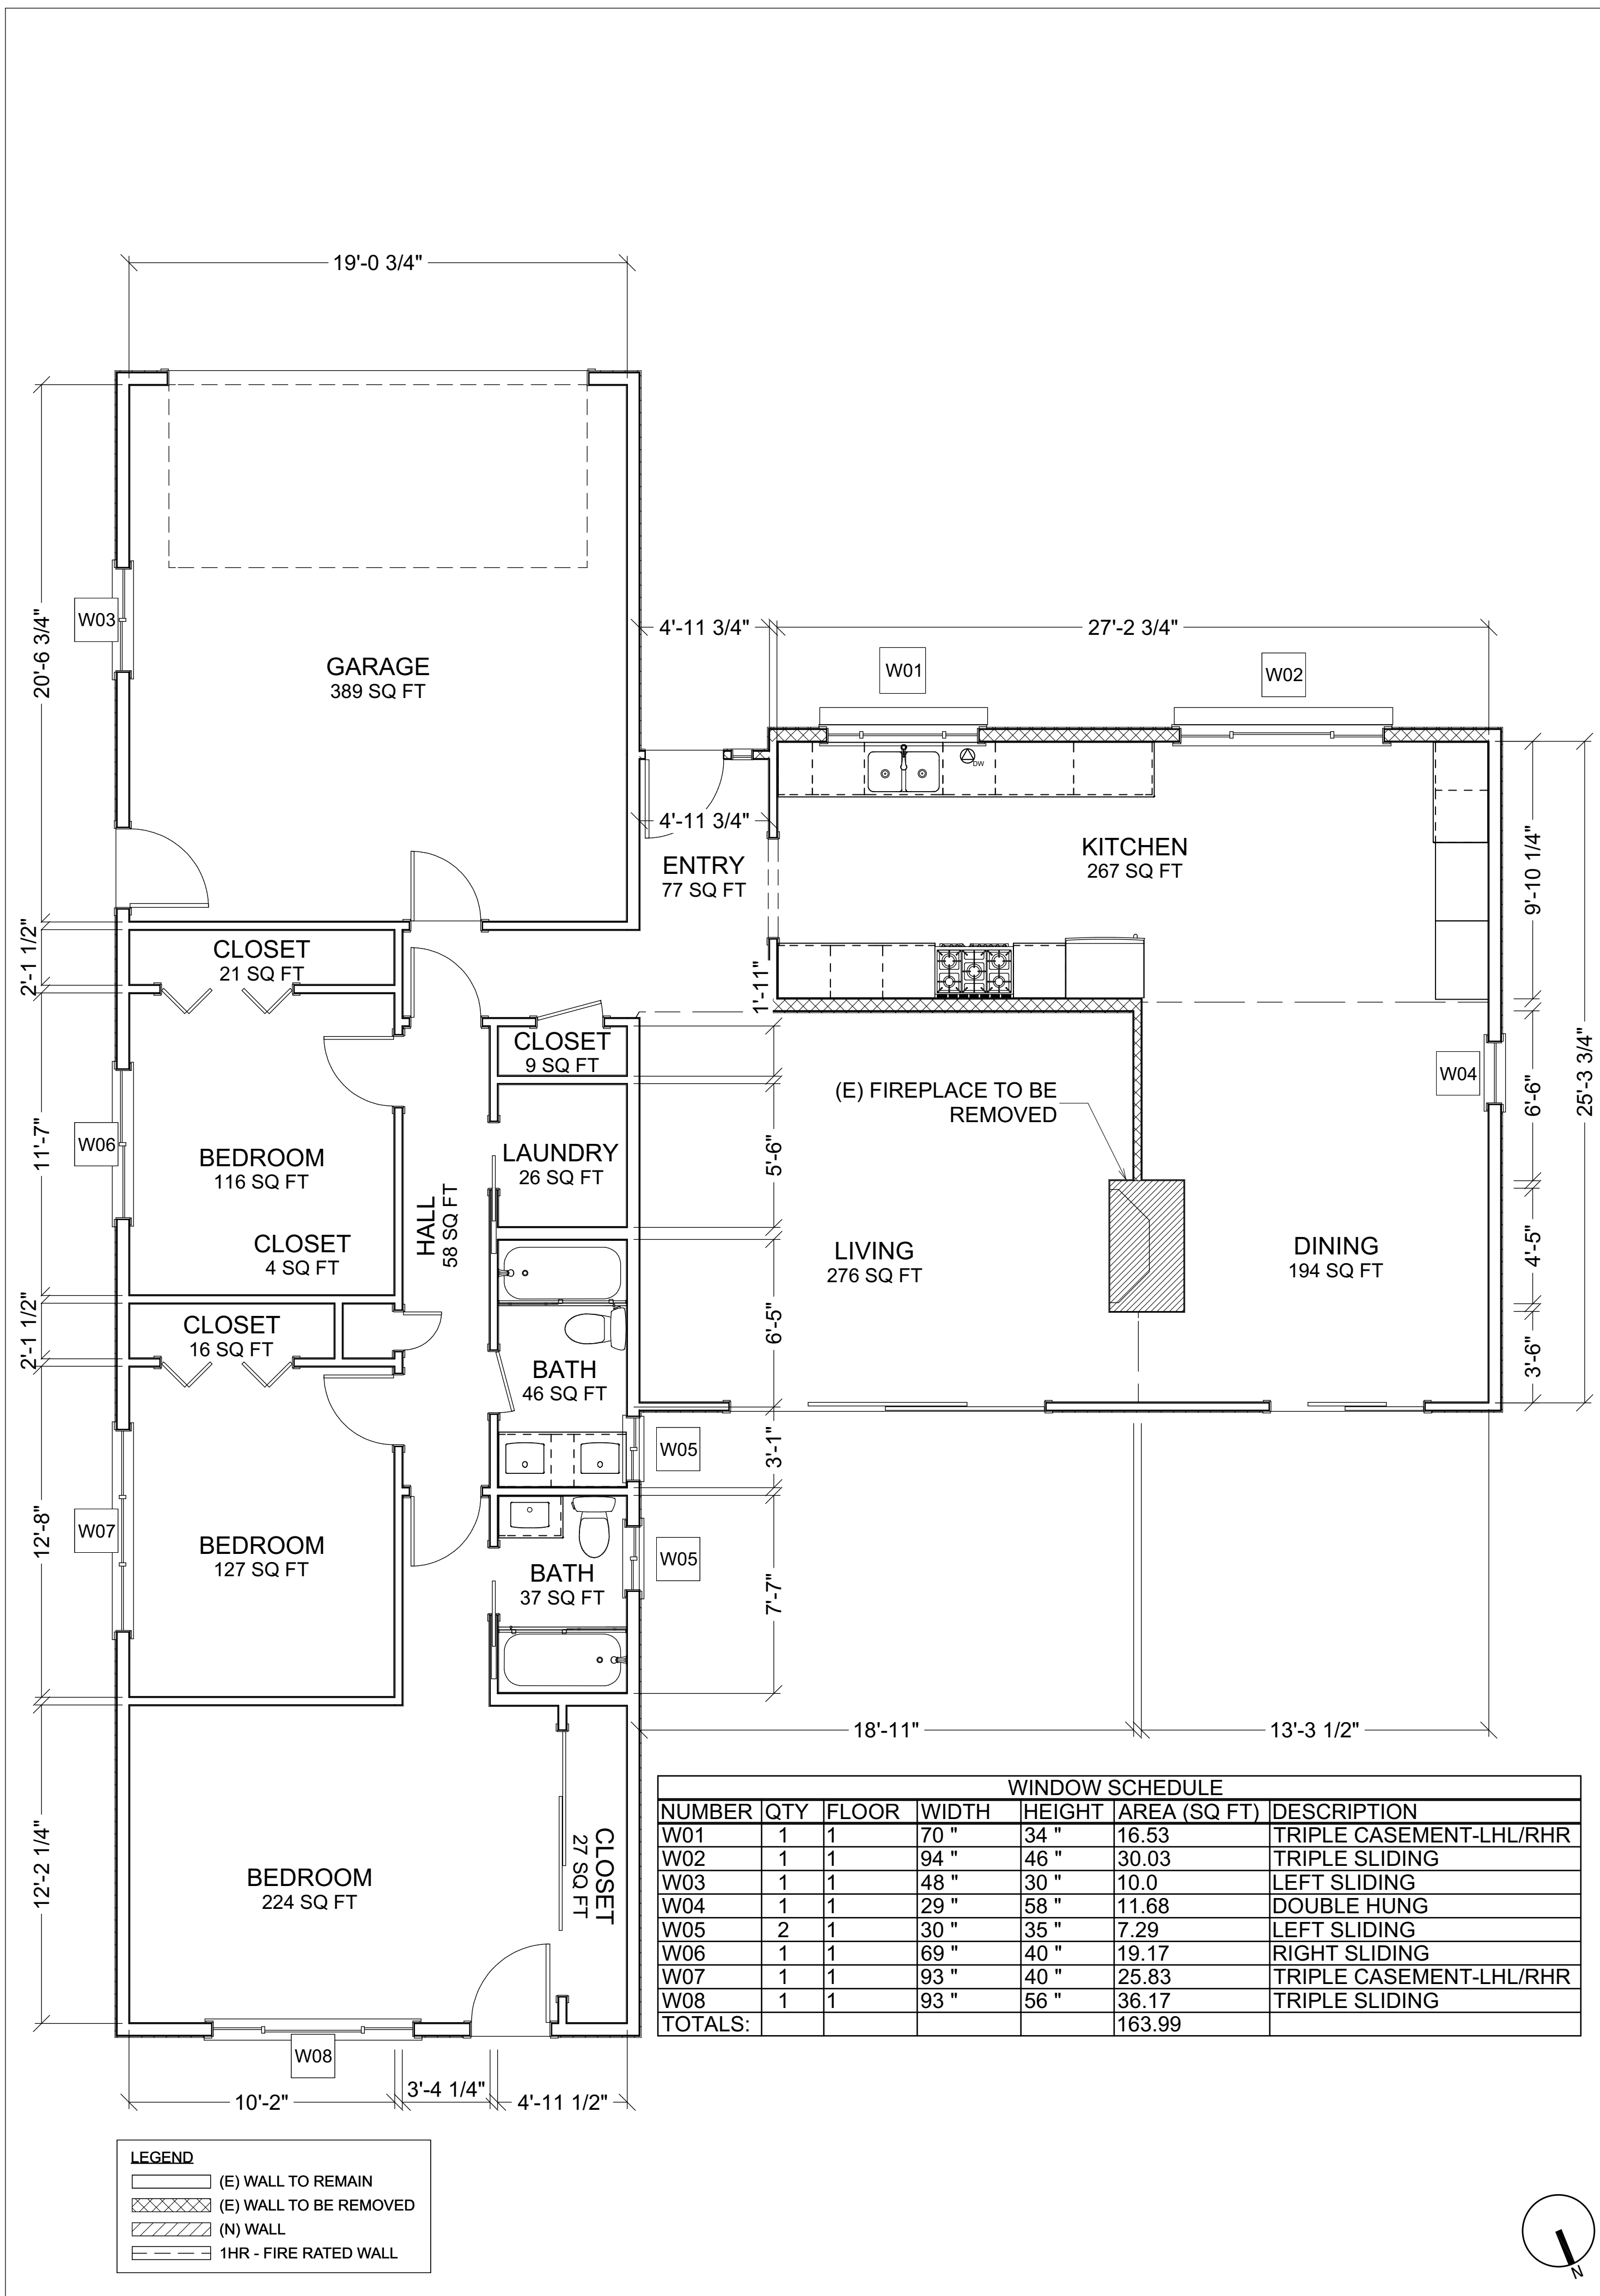 19'-0 3/4"
20'-6 3/4"
W03
GARAGE
389 SQ FT
4'-11 3/4"
27'-2 3/4"
W01
W02
DW
4'-11 3/4"
ENTRY
77 SQ FT
KITCHEN
267 SQ FT
9'-10 1/4"
2'-1 1/2"
CLOSET
21 SQ FT
1'-11"
CLOSET
9 SQ FT
(E) FIREPLACE TO BE
REMOVED
W04
6'-6"
25'-3 3/4"
11'-7"
W06
BEDROOM
116 SQ FT
LAUNDRY
26 SQ FT
5'-6"
HALL
58 SQ FT
CLOSET
4 SQ FT
LIVING
276 SQ FT
DINING
194 SQ FT
4'-5"
2'-1 1/2"
CLOSET
16 SQ FT
6'-5"
BATH
46 SQ FT
3'-6"
W05
3'-1"
12'-8"
W07
BEDROOM
127 SQ FT
BATH
37 SQ FT
W05
7'-7"
18'-11"
13'-3 1/2"
12'-2 1/4"
BEDROOM
224 SQ FT
CLOSET
27 SQ FT
W08
10'-2"
3'-4 1/4"
4'-11 1/2"
WINDOW SCHEDULE
NUMBER QTY FLOOR WIDTH HEIGHT AREA (SQ FT) DESCRIPTION
W01 1 1 70 " 34 " 16.53 TRIPLE CASEMENT-LHL/RHR
W02 1 1 94 " 46 " 30.03 TRIPLE SLIDING
W03 1 1 48 " 30 " 10.0 LEFT SLIDING
W04 1 1 29 " 58 " 11.68 DOUBLE HUNG
W05 2 1 30 " 35 " 7.29 LEFT SLIDING
W06 1 1 69 " 40 " 19.17 RIGHT SLIDING
W07 1 1 93 " 40 " 25.83 TRIPLE CASEMENT-LHL/RHR
W08 1 1 93 " 56 " 36.17 TRIPLE SLIDING
TOTALS: 163.99
LEGEND
(E) WALL TO REMAIN
(E) WALL TO BE REMOVED
(N) WALL
1HR - FIRE RATED WALL
N